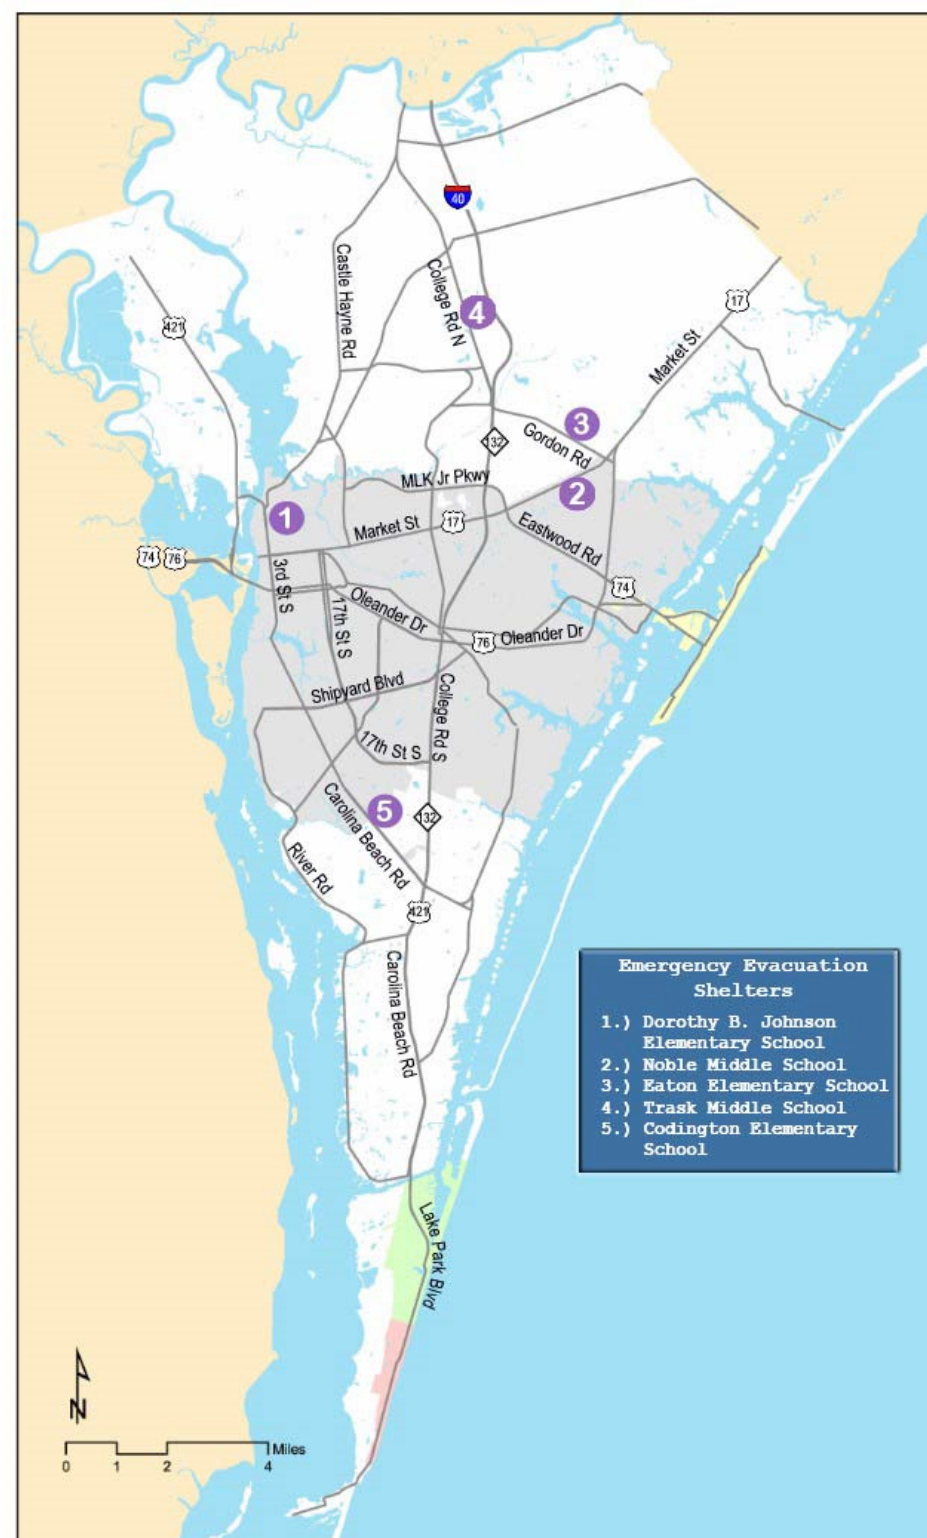 40
Castle Hayne Rd
College Rd N
4
17
421
Market St
3
Gordon Rd
132
MLK Jr Pkwy
2
1
Market St
17
Eastwood Rd
74
76
3rd St S
17th St S
Oleander Dr
74
76
Oleander Dr
Shipyard Blvd
College Rd S
17th St S
5
132
Carolina Beach Rd
River Rd
421
Carolina Beach Rd
Emergency Evacuation
Shelters
1.) Dorothy B. Johnson
Elementary School
2.) Noble Middle School
3.) Eaton Elementary School
4.) Trask Middle School
5.) Codington Elementary
School
Lake Park Blvd
N
Miles
0 1 2 4